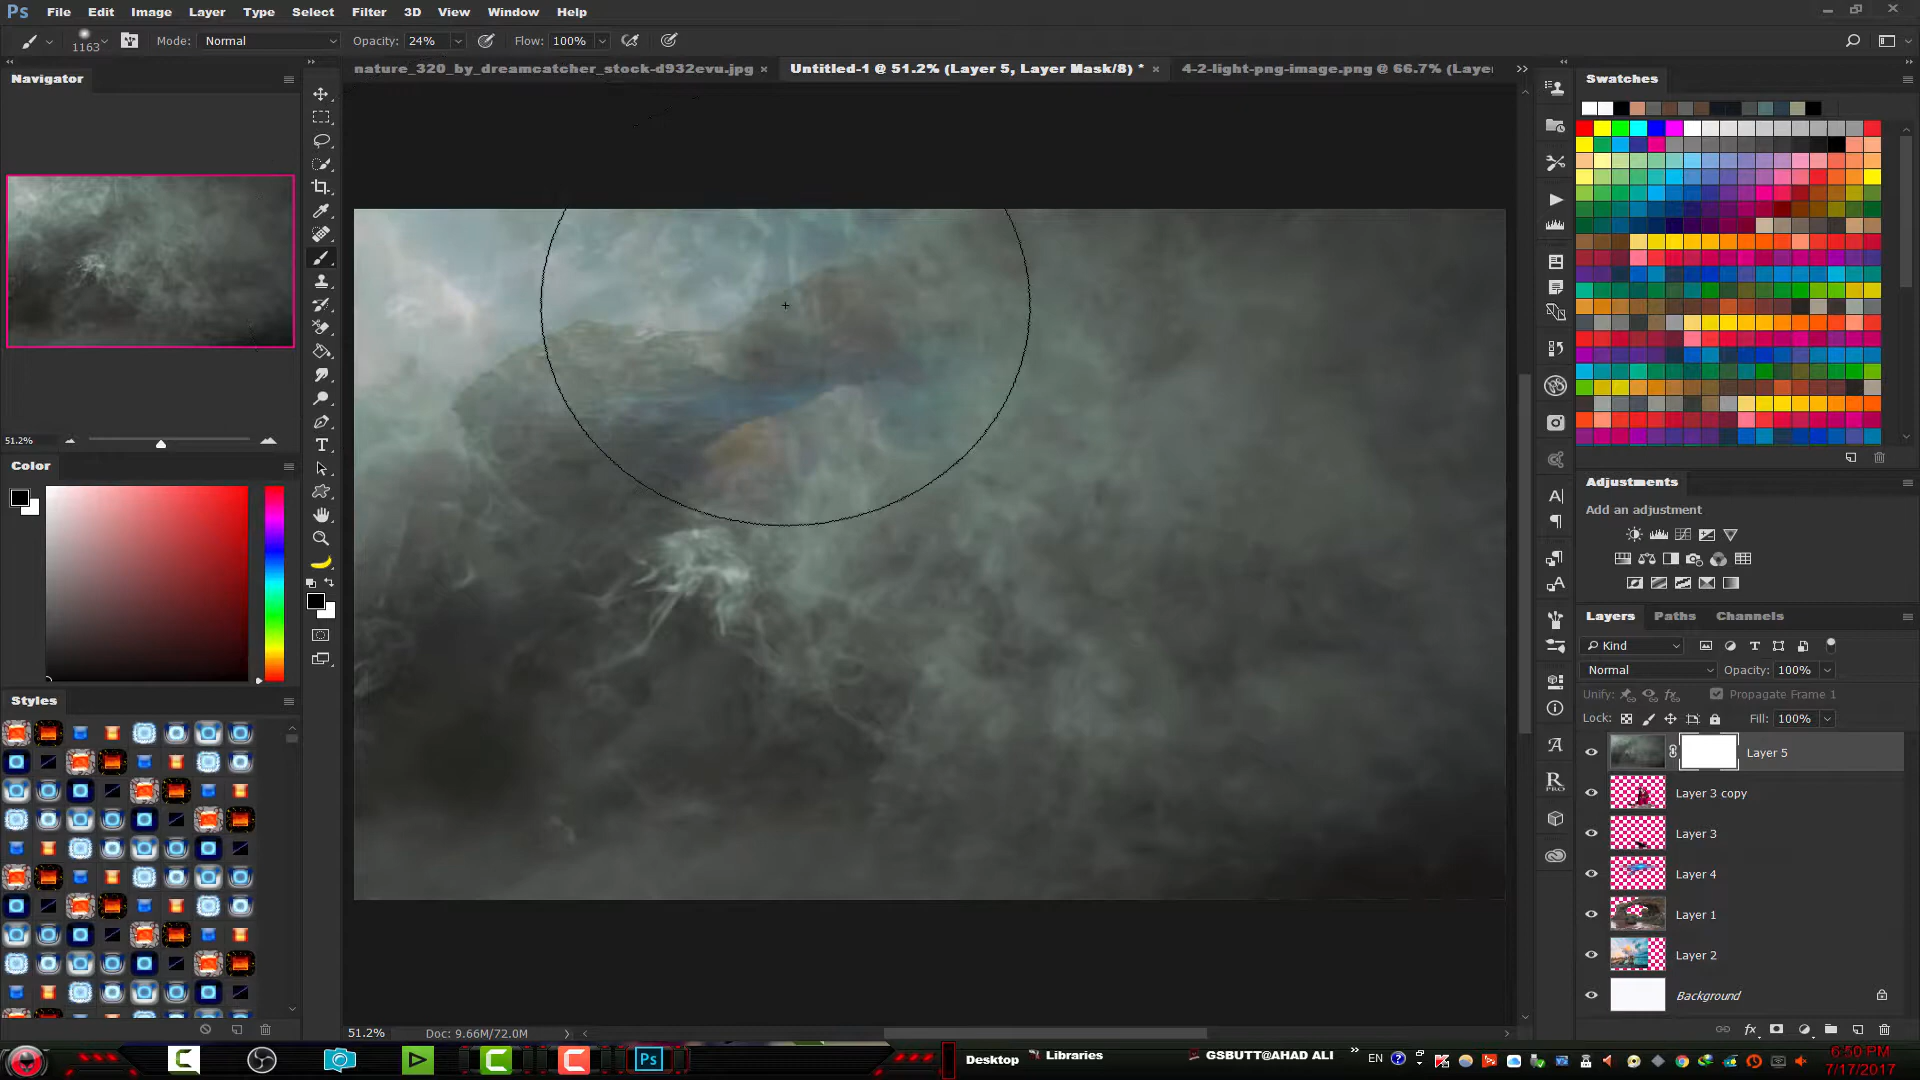 Ps File Edit Image Layer Type Select Filter 3D View Window Help
1163 Mode: Normal Opacity: 24% Flow: 100%
Navigator
nature_320_by_dreamcatcher_stock-d932evu.jpg
Untitled-1 @ 51.2% (Layer 5, Layer Mask/8) *
4-2-light-png-image.png @ 66.7% (Laye
Swatches
51.2%
Color
Adjustments
Add an adjustment
Layers Paths Channels
Kind
Normal Opacity: 100%
Unify: Propagate Frame 1
Lock: Fill: 100%
Styles
Layer 5
Layer 3 copy
Layer 3
Layer 4
Layer 1
Layer 2
Background
51.2% Doc: 9.66M/72.0M
Ps Desktop Libraries GSBUTT@AHAD ALI EN
6:50 PM
7/17/2017